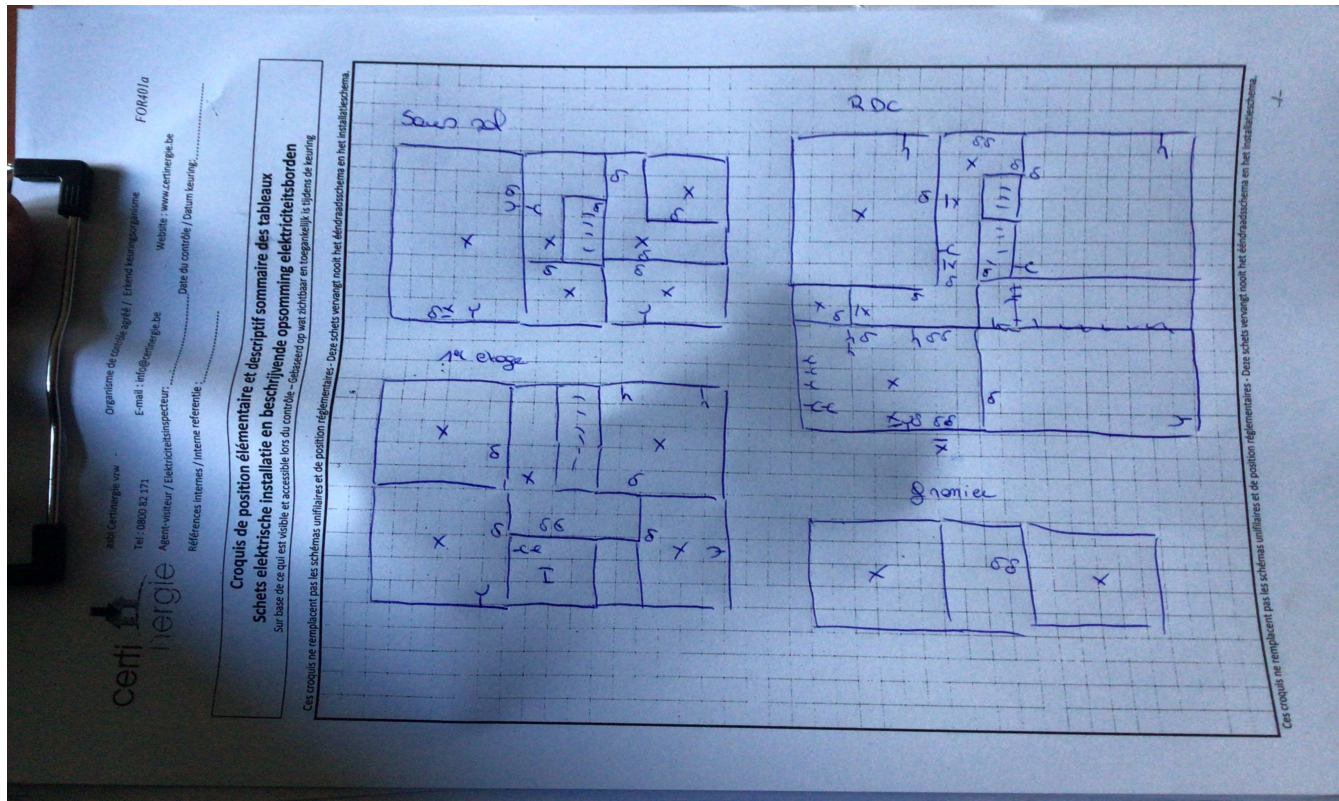 certinergie
asbl Certinergie vzw - Organisme de contrôle agréé / Erkend keuringsorganisme
FOR401a
Tel : 0800 82 171 E-mail : info@certinergie.be Website : www.certinergie.be
Agent-visiteur / Elektriciteitsinspecteur: Date du contrôle / Datum keuring:
Références internes / Interne referentie :
Croquis de position élémentaire et descriptif sommaire des tableaux
Schets elektrische installatie en beschrijvende opsomming elektriciteitsborden
Sur base de ce qui est visible et accessible lors du contrôle - Gebaseerd op wat zichtbaar en toegankelijk is tijdens de keuring
Ces croquis ne remplacent pas les schémas unifilaires et de position réglementaires - Deze schets vervangt nooit het ééndraadsschema en het installatieschema.
Sous sol
1er etage
RDC
Grenier
Ces croquis ne remplacent pas les schémas unifilaires et de position réglementaires - Deze schets vervangt nooit het ééndraadsschema en het installatieschema.